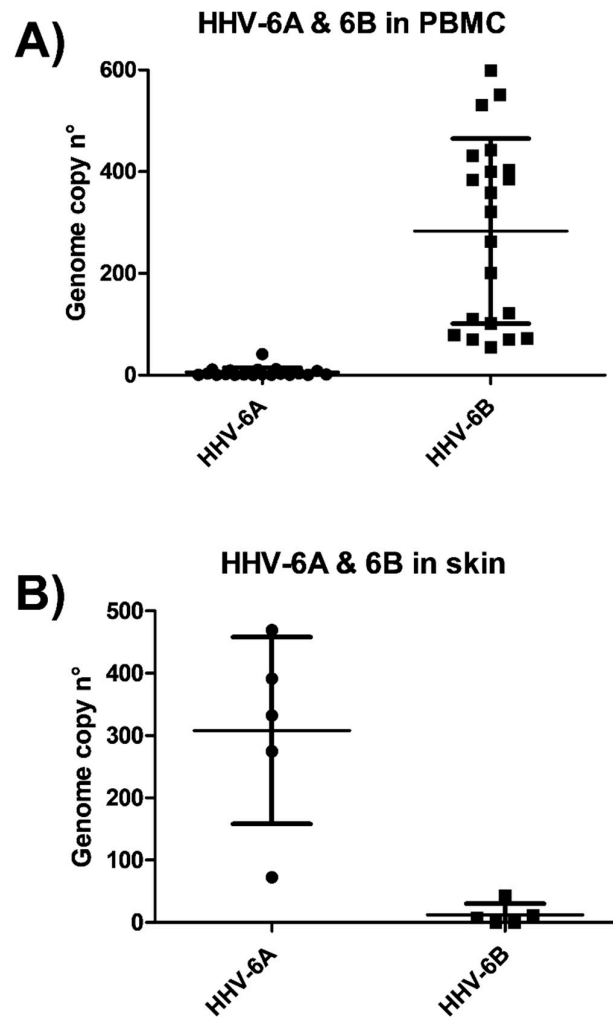 A)
HHV-6A & 6B in PBMC
600
400
200
0
Genome copy n°
HHV-6A
HHV-6B
B)
HHV-6A & 6B in skin
500
400
300
200
100
0
Genome copy n°
HHV-6A
HHV-6B